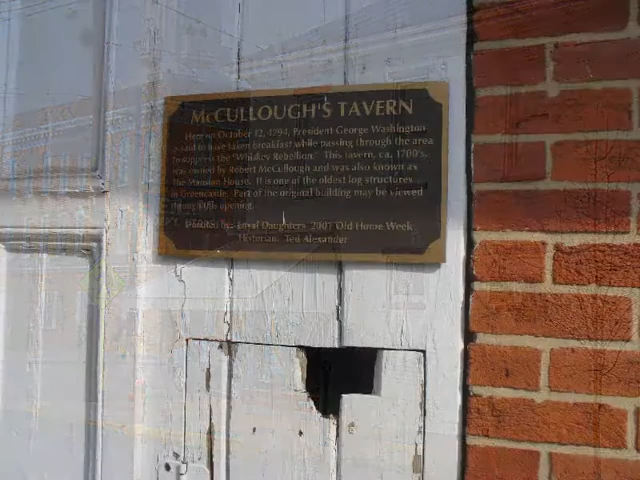 McCULLOUGH'S TAVERN
Here on October 12, 1794, President George Washington
is said to have taken breakfast while passing through the area
to suppress the "Whiskey Rebellion." This tavern, ca. 1700's,
was owned by Robert McCullough and was also known as
The Mansion House. It is one of the oldest log structures
in Greencastle. Part of the original building may be viewed
through this opening.
Donated by: Loyal Daughters 2001 Old Home Week
Historian: Ted Alexander